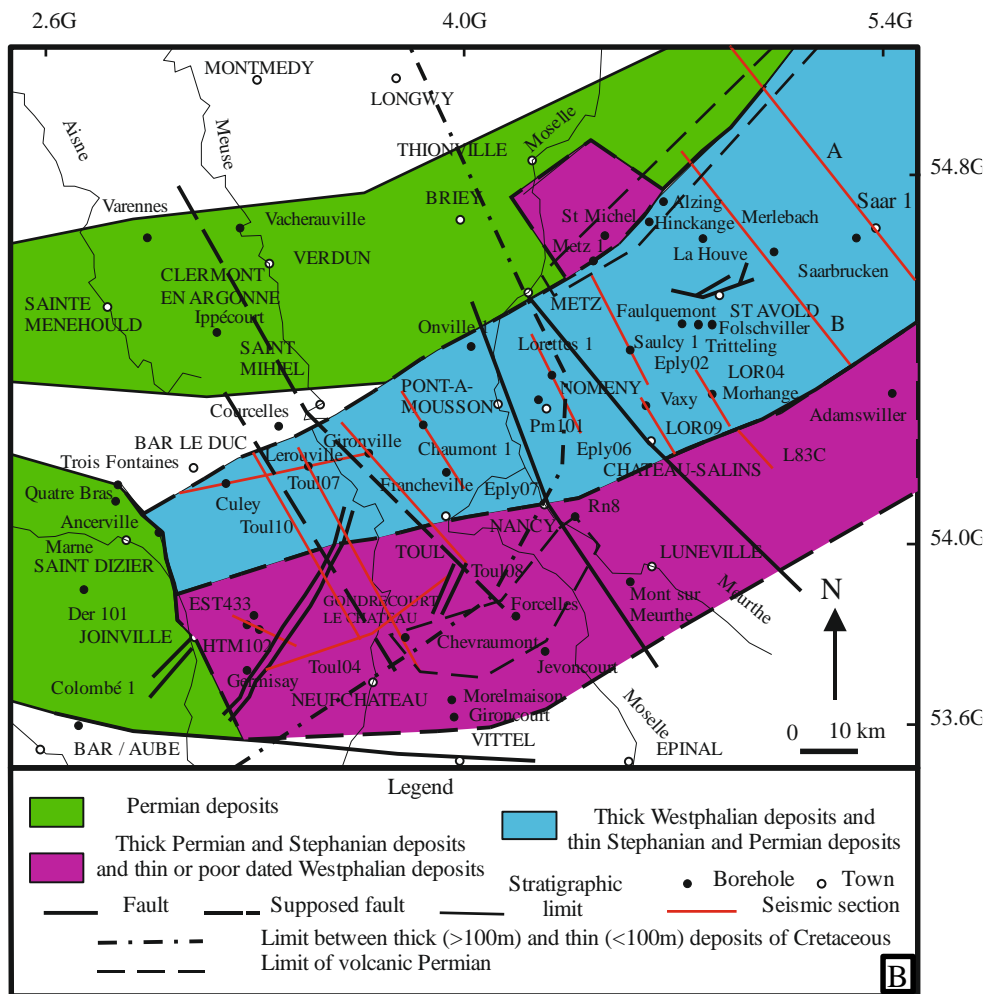 2.6G 4.0G 5.4G
MONTMEDY
LONGWY
Aisne
Meuse
Moselle
THIONVILLE
A
54.8G
BRIEY
Varennes
Vacherauville
St Michel
Alzing
Hinckange
Merlebach
Saar 1
Metz 1
La Houve
VERDUN
CLERMONT
EN ARGONNE
Ippécourt
Saarbrucken
SAINTE
MENEHOULD
METZ
ST AVOLD
Faulquemont
Folschviller
B
Onville 1
Lorettes 1
Saulcy 1
Tritteling
SAINT
MIHIEL
Eply02
LOR04
PONT-A-
MOUSSON
NOMENY
Morhange
Vaxy
Adamswiller
Courcelles
Pm101
LOR09
BAR LE DUC
Gironville
Chaumont 1
Eply06
L83C
Trois Fontaines
Lerouville
CHATEAU-SALINS
Toul07
Francheville
Quatre Bras
Culey
Eply07
Ancerville
Toul10
NANCY
Rn8
Marne
SAINT DIZIER
TOUL
LUNEVILLE
54.0G
Toul08
Der 101
EST433
GONDRECOURT
LE CHATEAU
Forcelles
Mont sur
Meurthe
Meurthe
N
JOINVILLE
HTM102
Chevraumont
Germisay
Toul04
Jevoncourt
Colombé 1
NEUFCHATEAU
Morelmaison
Moselle
Gironcourt
53.6G
0 10 km
BAR / AUBE
VITTEL
EPINAL
Legend
Permian deposits
Thick Westphalian deposits and
thin Stephanian and Permian deposits
Thick Permian and Stephanian deposits
and thin or poor dated Westphalian deposits
Fault
Supposed fault
Stratigraphic
limit
Borehole
Town
Seismic section
Limit between thick (>100m) and thin (<100m) deposits of Cretaceous
Limit of volcanic Permian
B